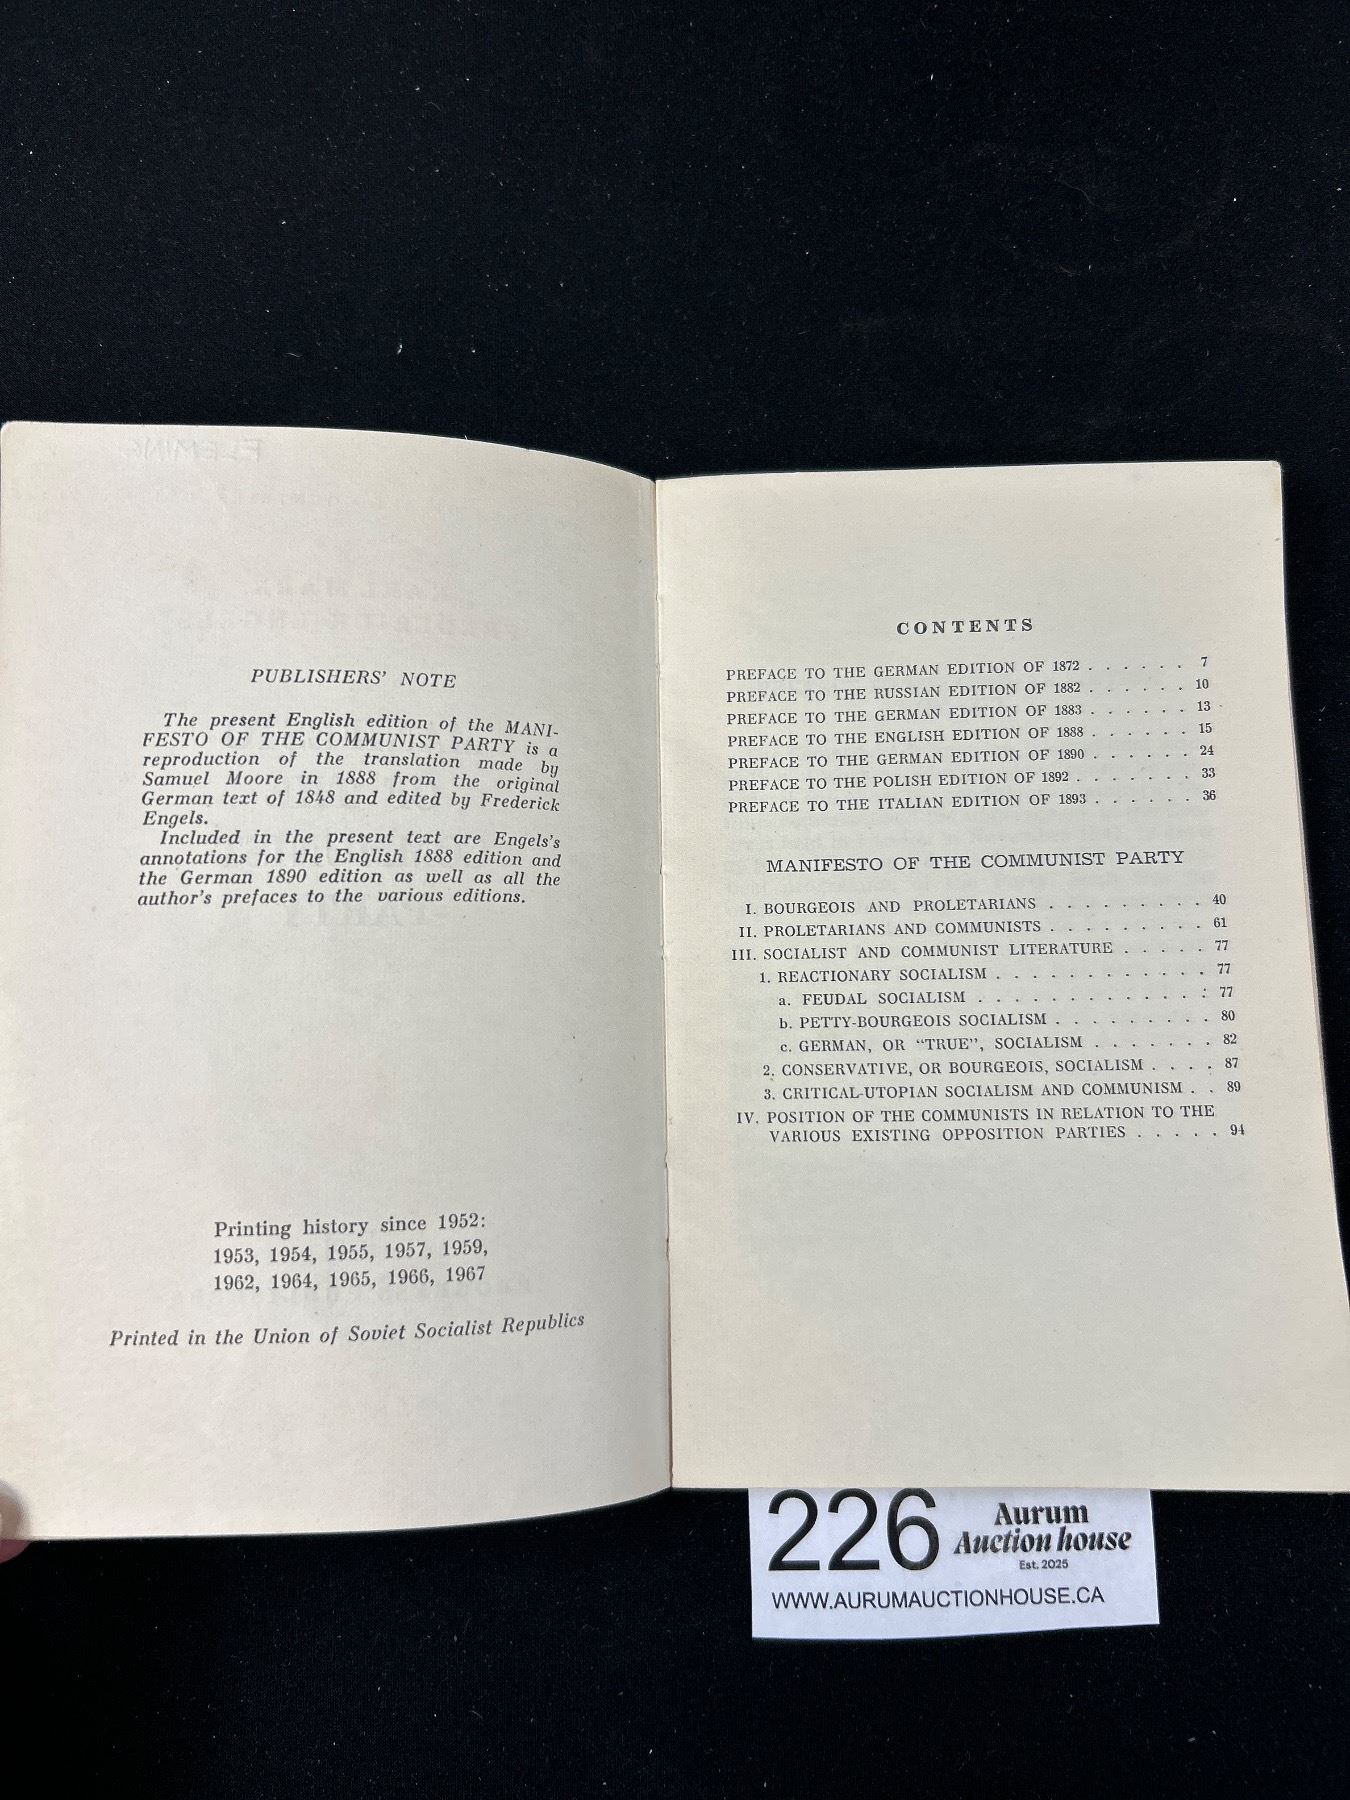 PUBLISHERS' NOTE
The present English edition of the MANI-
FESTO OF THE COMMUNIST PARTY is a
reproduction of the translation made by
Samuel Moore in 1888 from the original
German text of 1848 and edited by Frederick
Engels.
Included in the present text are Engels's
annotations for the English 1888 edition and
the German 1890 edition as well as all the
author's prefaces to the various editions.
Printing history since 1952:
1953, 1954, 1955, 1957, 1959,
1962, 1964, 1965, 1966, 1967
Printed in the Union of Soviet Socialist Republics
CONTENTS
PREFACE TO THE GERMAN EDITION OF 1872 . . . . . . 7
PREFACE TO THE RUSSIAN EDITION OF 1882 . . . . . . 10
PREFACE TO THE GERMAN EDITION OF 1883 . . . . . . 13
PREFACE TO THE ENGLISH EDITION OF 1888 . . . . . . 15
PREFACE TO THE GERMAN EDITION OF 1890 . . . . . . 24
PREFACE TO THE POLISH EDITION OF 1892 . . . . . . . 33
PREFACE TO THE ITALIAN EDITION OF 1893 . . . . . . 36
MANIFESTO OF THE COMMUNIST PARTY
I. BOURGEOIS AND PROLETARIANS . . . . . . . . . 40
II. PROLETARIANS AND COMMUNISTS . . . . . . . . . 61
III. SOCIALIST AND COMMUNIST LITERATURE . . . . . 77
1. REACTIONARY SOCIALISM . . . . . . . . . . . . 77
a. FEUDAL SOCIALISM . . . . . . . . . . . . . 77
b. PETTY-BOURGEOIS SOCIALISM . . . . . . . . . 80
c. GERMAN, OR “TRUE”, SOCIALISM . . . . . . . 82
2. CONSERVATIVE, OR BOURGEOIS, SOCIALISM . . . . 87
3. CRITICAL-UTOPIAN SOCIALISM AND COMMUNISM . . 89
IV. POSITION OF THE COMMUNISTS IN RELATION TO THE
VARIOUS EXISTING OPPOSITION PARTIES . . . . . 94
226
Aurum
Auction house
Est. 2025
WWW.AURUMAUCTIONHOUSE.CA